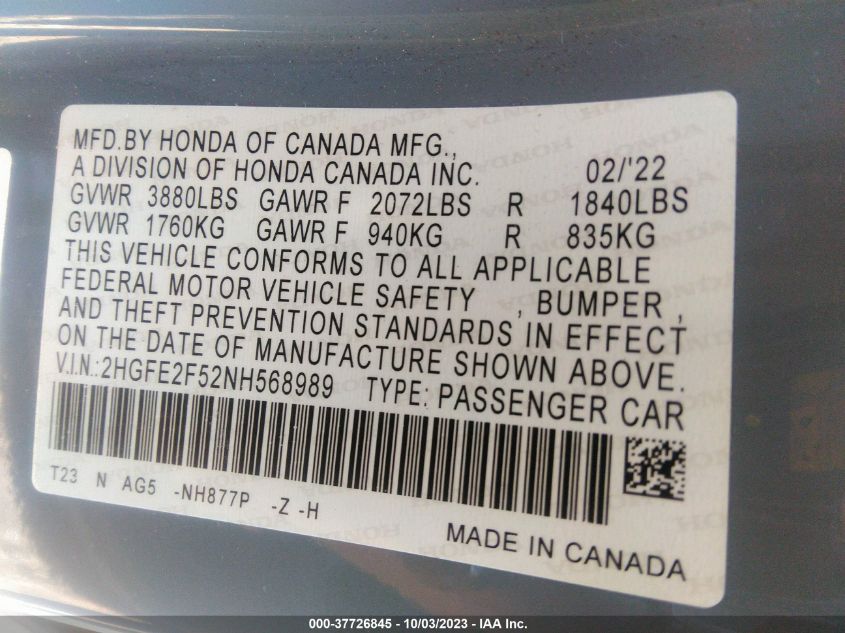 MFD.BY HONDA OF CANADA MFG.,
A DIVISION OF HONDA CANADA INC. 02/'22
GVWR 3880LBS GAWR F 2072LBS R 1840LBS
GVWR 1760KG GAWR F 940KG R 835KG
THIS VEHICLE CONFORMS TO ALL APPLICABLE
FEDERAL MOTOR VEHICLE SAFETY , BUMPER ,
AND THEFT PREVENTION STANDARDS IN EFFECT
ON THE DATE OF MANUFACTURE SHOWN ABOVE.
V.I.N.:2HGFE2F52NH568989 TYPE: PASSENGER CAR
T23 N AG5 -NH877P -Z -H
MADE IN CANADA
000-37726845 - 10/03/2023 - IAA Inc.